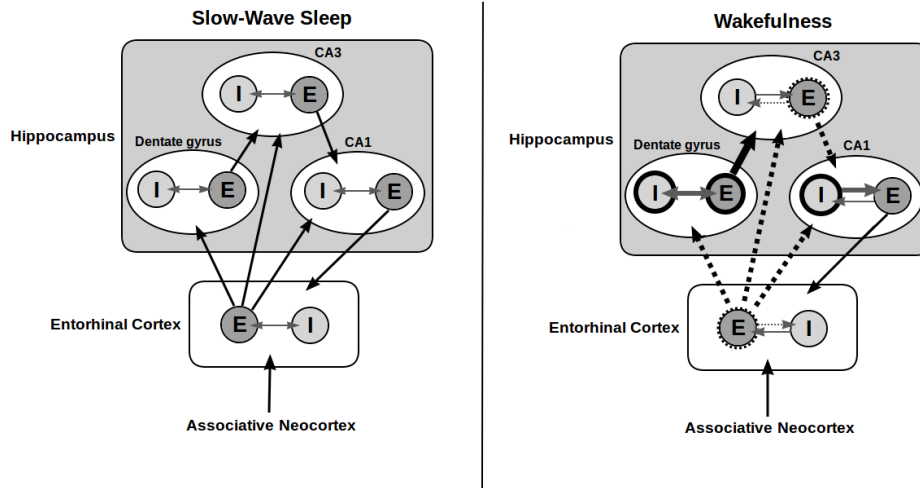 Slow-Wave Sleep
CA3
I
E
Hippocampus
Dentate gyrus
CA1
I
E
I
E
Entorhinal Cortex
E
I
Associative Neocortex
Wakefulness
CA3
I
E
Hippocampus
Dentate gyrus
CA1
I
E
I
E
Entorhinal Cortex
E
I
Associative Neocortex